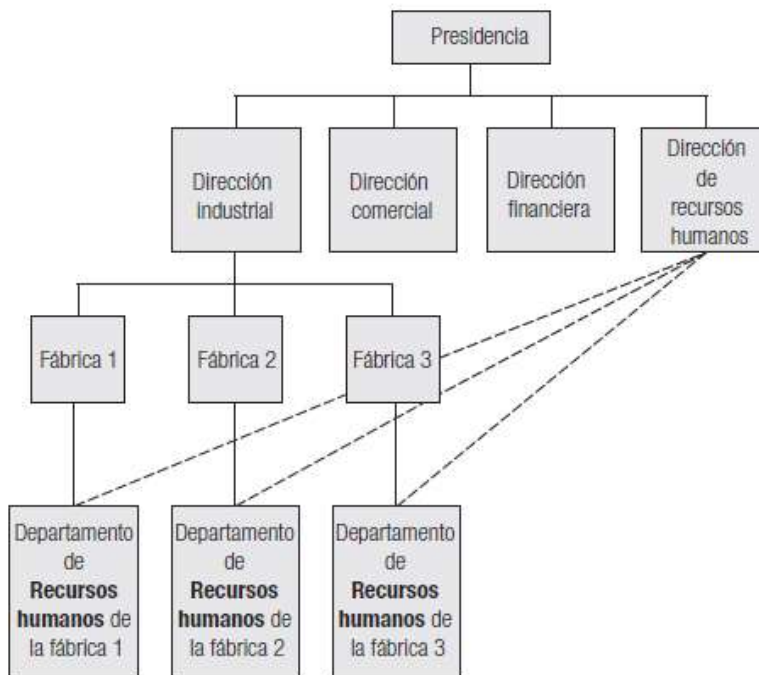 Presidencia
Dirección
industrial
Dirección
comercial
Dirección
financiera
Dirección
de
recursos
humanos
Fábrica 1
Fábrica 2
Fábrica 3
Departamento
de
Recursos
humanos de
la fábrica 1
Departamento
de
Recursos
humanos de
la fábrica 2
Departamento
de
Recursos
humanos de
la fábrica 3